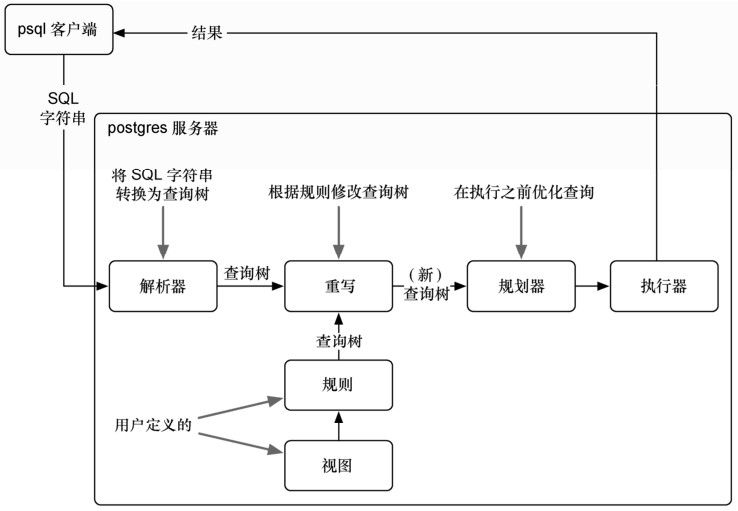 psql 客户端
结果
SQL
字符串
postgres 服务器
将 SQL 字符串
转换为查询树
根据规则修改查询树
在执行之前优化查询
解析器
查询树
重写
（新）
查询树
规划器
执行器
查询树
规则
用户定义的
视图